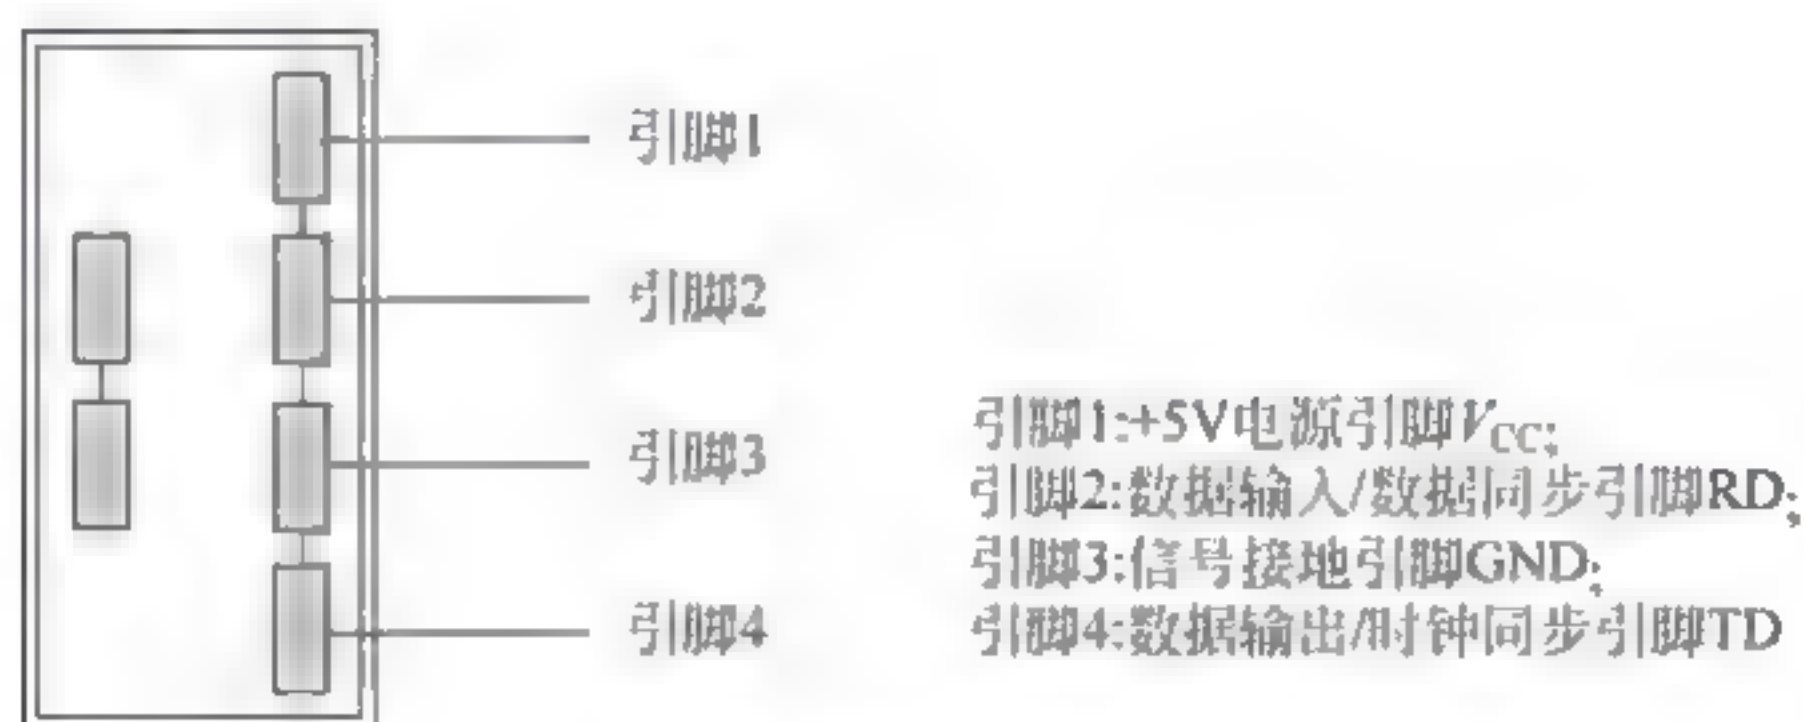 引脚1
引脚2
引脚3
引脚4
引脚1:+5V电源引脚VCC;
引脚2:数据输入/数据同步引脚RD;
引脚3:信号接地引脚GND;
引脚4:数据输出/时钟同步引脚TD